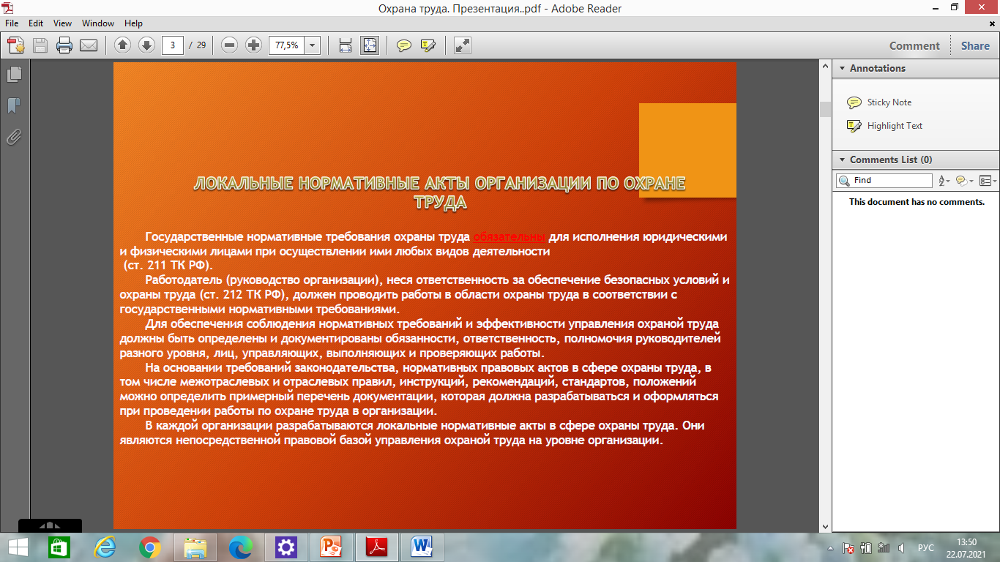 Охрана труда. Презентация..pdf - Adobe Reader
File Edit View Window Help
3 / 29 77,5% Comment Share
Annotations
Sticky Note
Highlight Text
Comments List (0)
Find
This document has no comments.
ЛОКАЛЬНЫЕ НОРМАТИВНЫЕ АКТЫ ОРГАНИЗАЦИИ ПО ОХРАНЕ
ТРУДА
Государственные нормативные требования охраны труда обязательны для исполнения юридическими
и физическими лицами при осуществлении ими любых видов деятельности
(ст. 211 ТК РФ).
Работодатель (руководство организации), неся ответственность за обеспечение безопасных условий и
охраны труда (ст. 212 ТК РФ), должен проводить работы в области охраны труда в соответствии с
государственными нормативными требованиями.
Для обеспечения соблюдения нормативных требований и эффективности управления охраной труда
должны быть определены и документированы обязанности, ответственность, полномочия руководителей
разного уровня, лиц, управляющих, выполняющих и проверяющих работы.
На основании требований законодательства, нормативных правовых актов в сфере охраны труда, в
том числе межотраслевых и отраслевых правил, инструкций, рекомендаций, стандартов, положений
можно определить примерный перечень документации, которая должна разрабатываться и оформляться
при проведении работы по охране труда в организации.
В каждой организации разрабатываются локальные нормативные акты в сфере охраны труда. Они
являются непосредственной правовой базой управления охраной труда на уровне организации.
РУС
13:50
22.07.2021